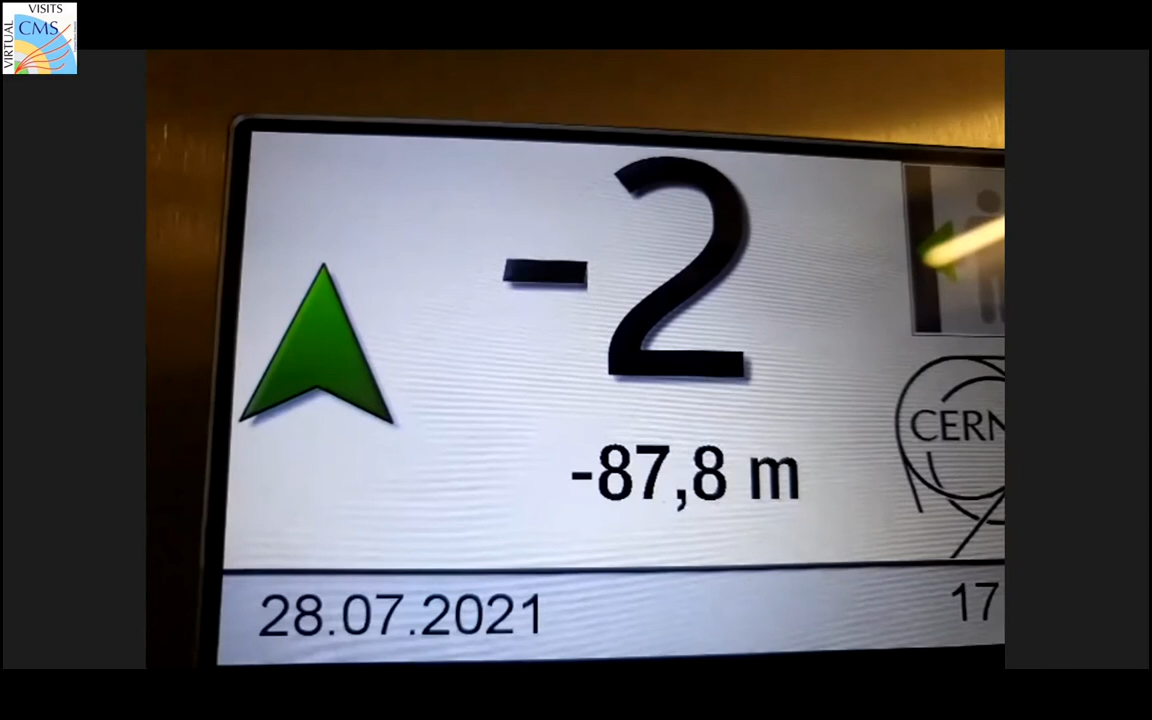 VISITS
VIRTUAL
CMS
-2
-87,8 m
CERN
28.07.2021
17